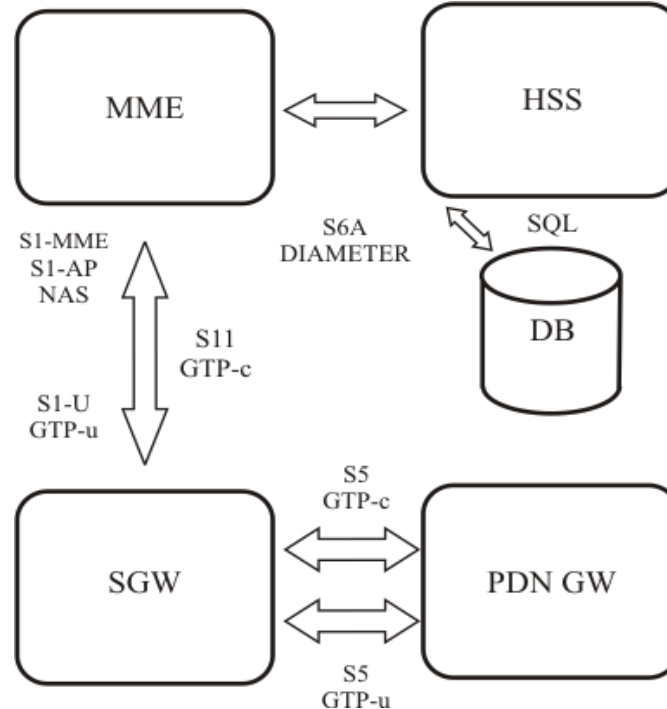 MME
HSS
S1-MME
S1-AP
NAS
S6A
DIAMETER
SQL
DB
S11
GTP-c
S1-U
GTP-u
S5
GTP-c
SGW
PDN GW
S5
GTP-u